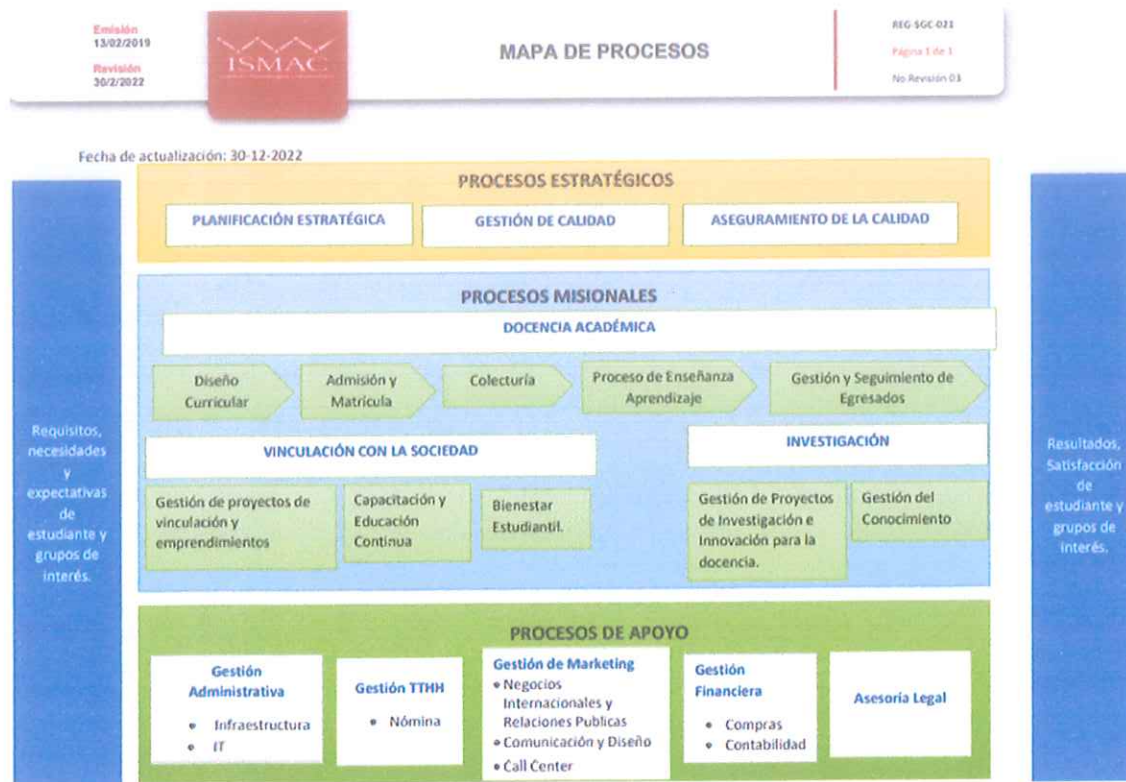 Emisión
13/02/2019
Revisión
30/2/2022
ISMAC
MAPA DE PROCESOS
REG-SGC-021
Página 1 de 1
No Revisión 03
Fecha de actualización: 30-12-2022
Requisitos,
necesidades
y
expectativas
de
estudiante y
grupos de
interés.
PROCESOS ESTRATÉGICOS
PLANIFICACIÓN ESTRATÉGICA
GESTIÓN DE CALIDAD
ASEGURAMIENTO DE LA CALIDAD
PROCESOS MISIONALES
DOCENCIA ACADÉMICA
Diseño
Curricular
Admisión y
Matrícula
Colecturía
Proceso de Enseñanza
Aprendizaje
Gestión y Seguimiento de
Egresados
VINCULACIÓN CON LA SOCIEDAD
Gestión de proyectos de
vinculación y
emprendimientos
Capacitación y
Educación
Continua
Bienestar
Estudiantil.
INVESTIGACIÓN
Gestión de Proyectos
de Investigación e
Innovación para la
docencia.
Gestión del
Conocimiento
PROCESOS DE APOYO
Gestión
Administrativa
• Infraestructura
• IT
Gestión TTHH
• Nómina
Gestión de Marketing
• Negocios
Internacionales y
Relaciones Publicas
• Comunicación y Diseño
• Call Center
Gestión
Financiera
• Compras
• Contabilidad
Asesoría Legal
Resultados,
Satisfacción
de
estudiante y
grupos de
interés.